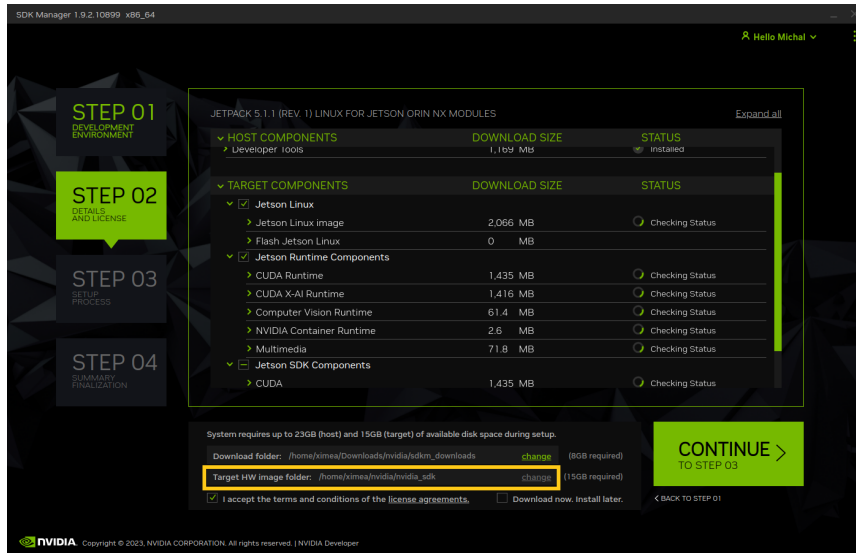 SDK Manager 1.9.2.10899 x86_64
Hello Michal
STEP 01
DEVELOPMENT
ENVIRONMENT
STEP 02
DETAILS
AND LICENSE
STEP 03
SETUP
PROCESS
STEP 04
SUMMARY
FINALIZATION
JETPACK 5.1.1 (REV. 1) LINUX FOR JETSON ORIN NX MODULES Expand all
HOST COMPONENTS DOWNLOAD SIZE STATUS
Developer Tools 1,169 MB Installed
TARGET COMPONENTS DOWNLOAD SIZE STATUS
Jetson Linux
Jetson Linux image 2,066 MB Checking Status
Flash Jetson Linux 0 MB
Jetson Runtime Components
CUDA Runtime 1,435 MB Checking Status
CUDA X-AI Runtime 1,416 MB Checking Status
Computer Vision Runtime 61.4 MB Checking Status
NVIDIA Container Runtime 2.6 MB Checking Status
Multimedia 71.8 MB Checking Status
Jetson SDK Components
CUDA 1,435 MB Checking Status
System requires up to 23GB (host) and 15GB (target) of available disk space during setup.
Download folder: /home/ximea/Downloads/nvidia/sdkm_downloads change (8GB required)
Target HW image folder: /home/ximea/nvidia/nvidia_sdk change (15GB required)
I accept the terms and conditions of the license agreements. Download now. Install later.
CONTINUE >
TO STEP 03
< BACK TO STEP 01
NVIDIA. Copyright © 2023, NVIDIA CORPORATION. All rights reserved. | NVIDIA Developer